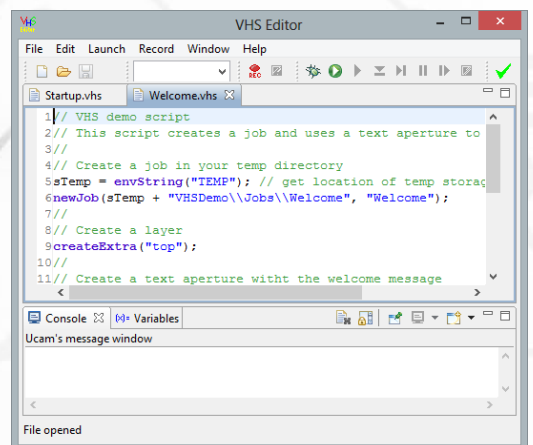 VHS Editor
File Edit Launch Record Window Help
REC
Startup.vhs Welcome.vhs
1// VHS demo script
2// This script creates a job and uses a text aperture to
3//
4// Create a job in your temp directory
5sTemp = envString("TEMP"); // get location of temp storag
6newJob(sTemp + "VHSDemo\\Jobs\\Welcome", "Welcome");
7//
8// Create a layer
9createExtra("top");
10//
11// Create a text aperture witht the welcome message
Console (x)= Variables
Ucam's message window
File opened